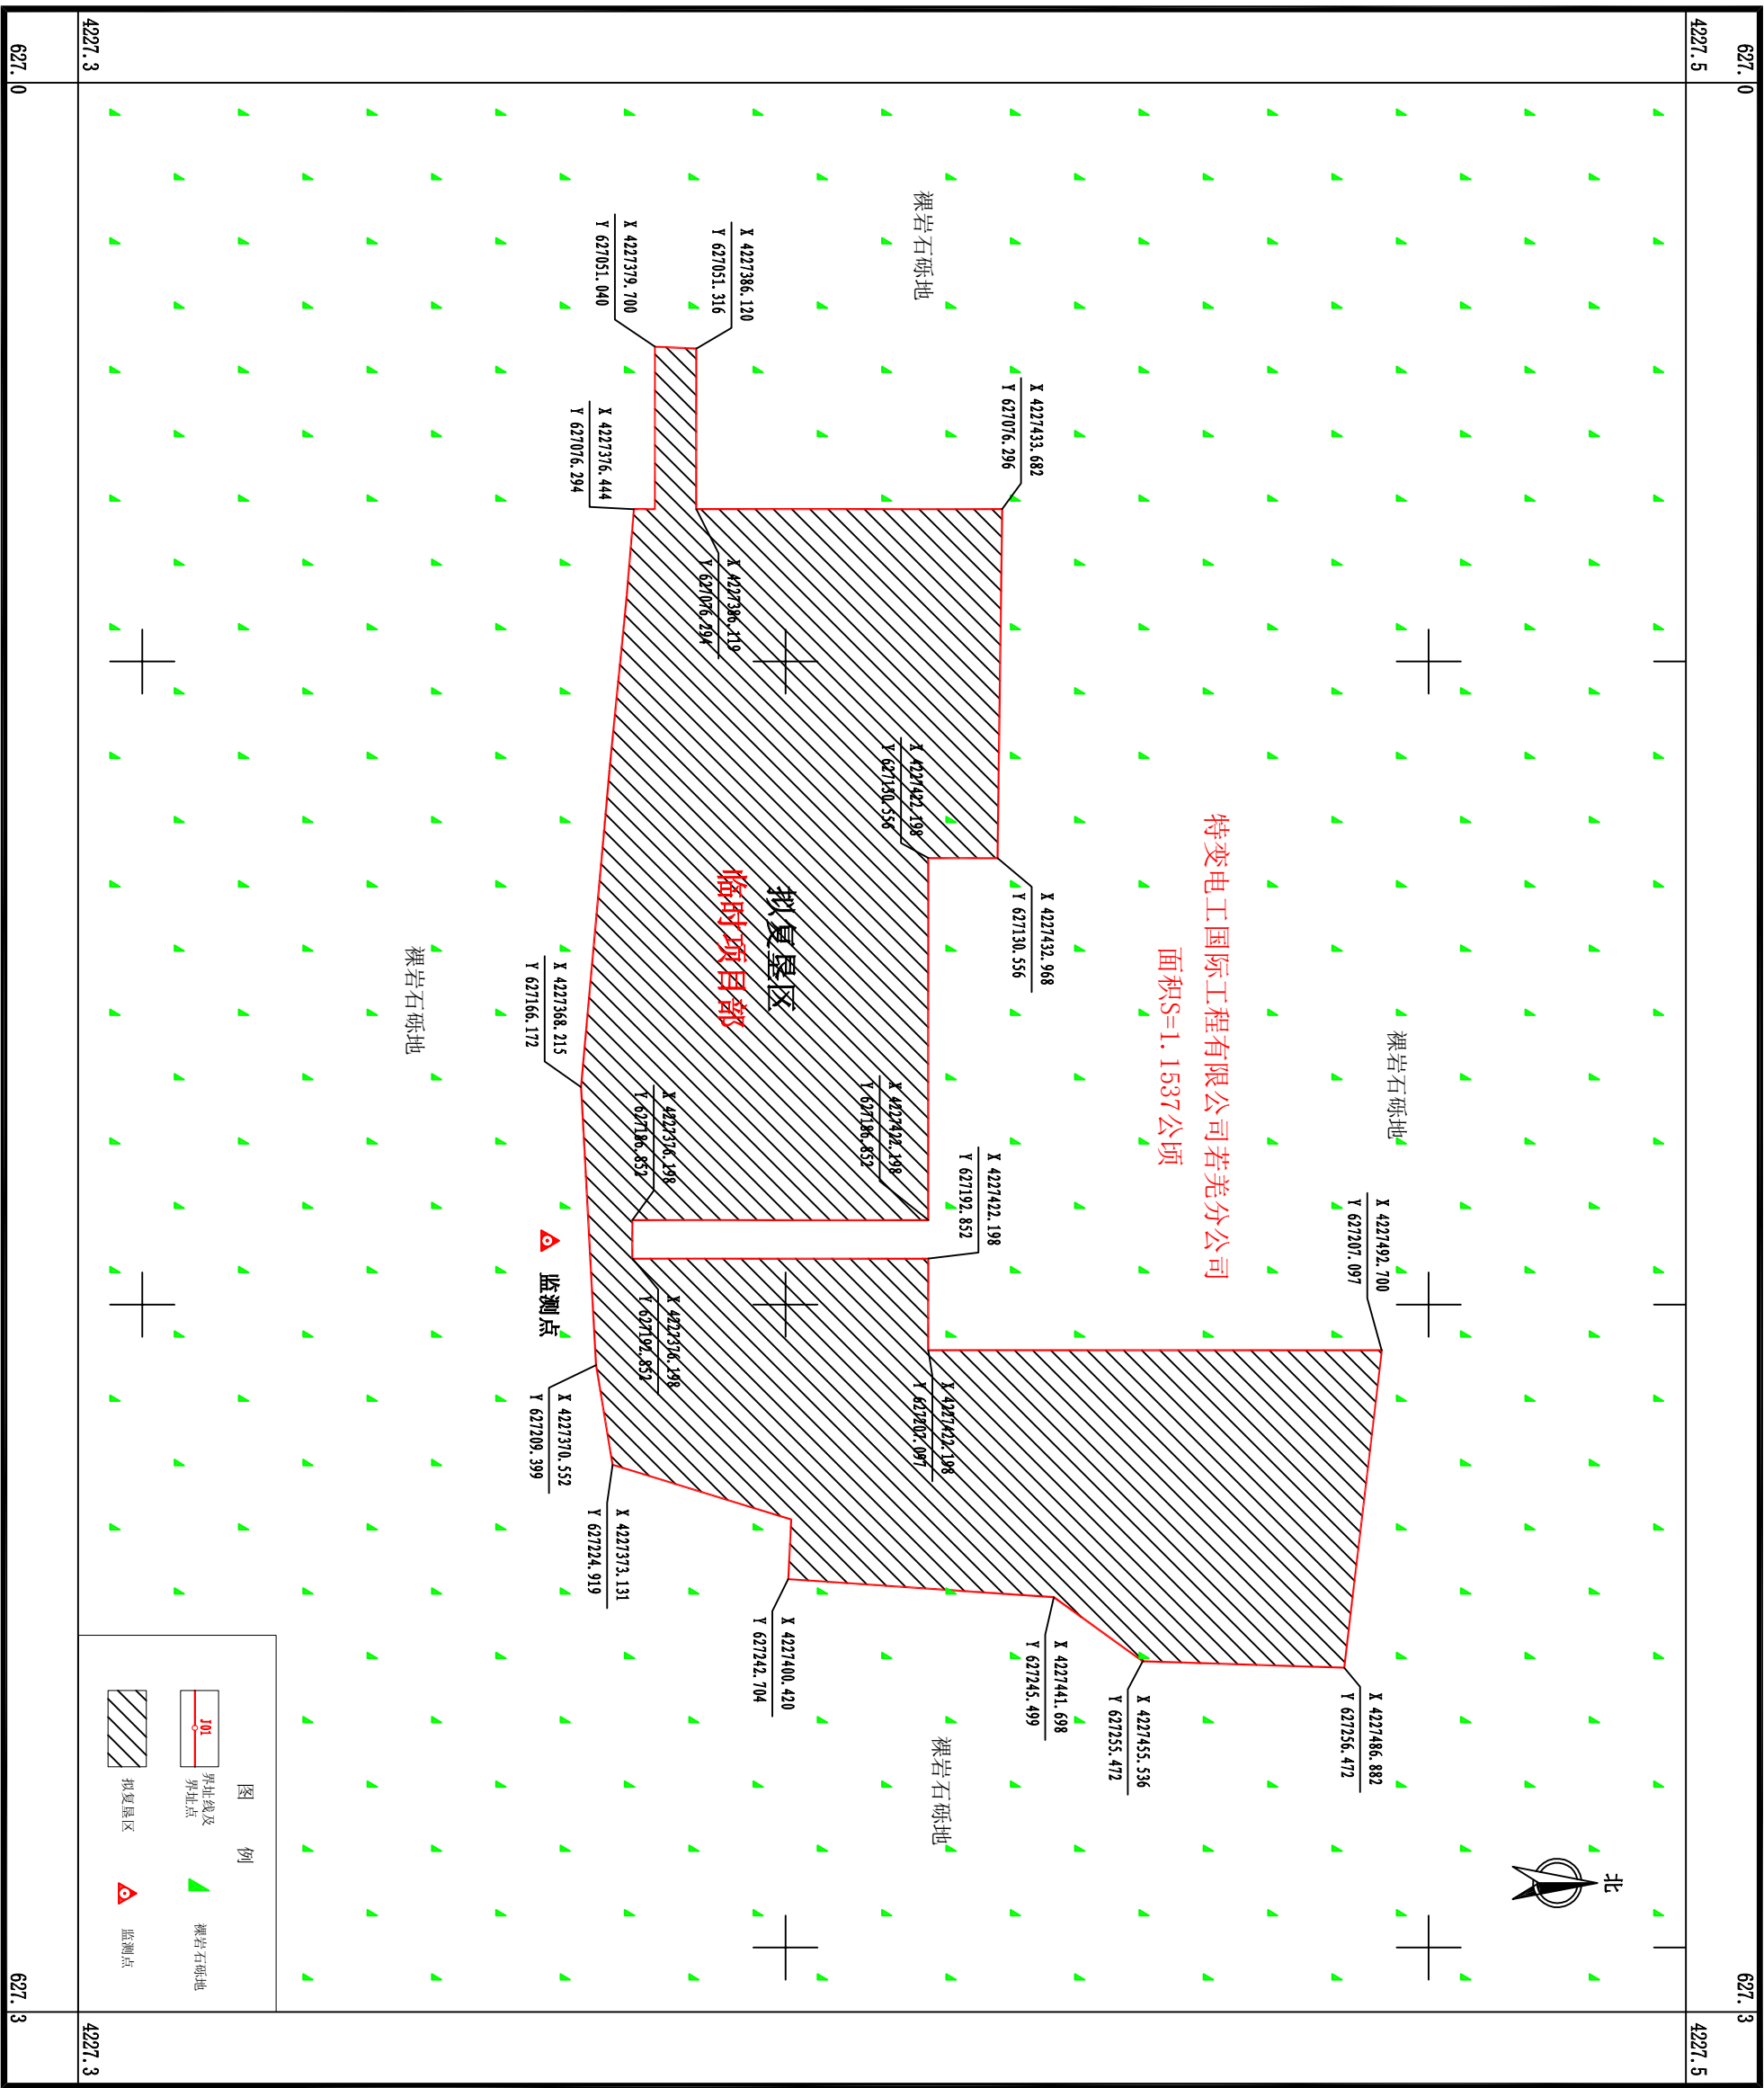 627.0
4227.5
627.3
4227.5
北
X 4227492.700
Y 627207.097
裸岩石砾地
X 4227486.882
Y 627256.472
特变电工国际工程有限公司若羌分公司
面积S=1.1537公顷
X 4227455.536
Y 627255.472
X 4227433.682
Y 627076.296
X 4227432.968
Y 627130.556
X 4227441.698
Y 627245.499
裸岩石砾地
X 4227422.198
Y 627130.556
X 4227422.198
Y 627186.852
X 4227422.198
Y 627192.852
X 4227422.198
Y 627207.097
裸岩石砾地
X 4227386.120
Y 627051.316
X 4227386.119
Y 627076.294
拟复垦区
临时项目部
X 4227400.420
Y 627242.704
X 4227379.700
Y 627051.040
X 4227376.444
Y 627076.294
X 4227376.198
Y 627186.852
X 4227376.198
Y 627192.852
X 4227373.131
Y 627224.919
X 4227368.215
Y 627166.172
监测点
X 4227370.552
Y 627209.399
裸岩石砾地
图 例
J01
界址线及
界址点
裸岩石砾地
拟复垦区
监测点
4227.3
627.0
4227.3
627.3